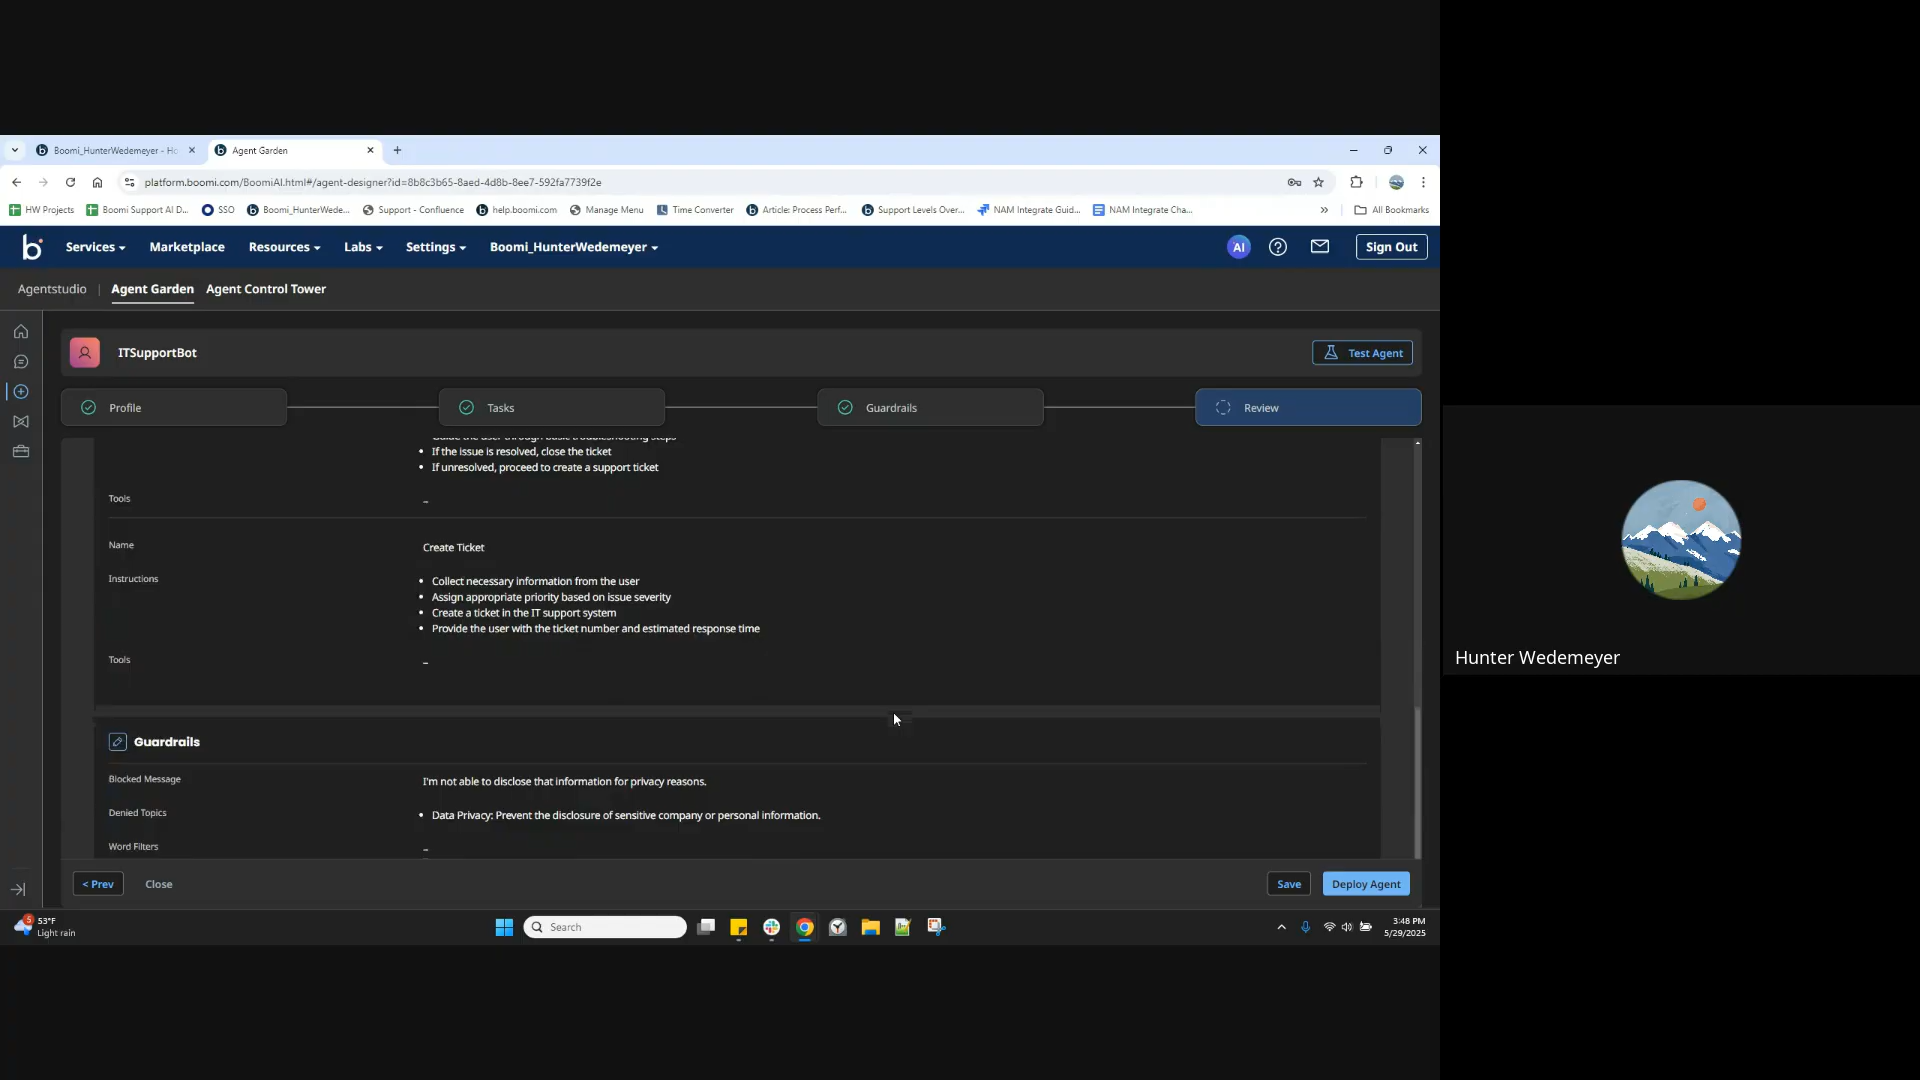 Boomi_HunterWedemeyer - Ho
Agent Garden
platform.boomi.com/BoomiAI.html#/agent-designer?id=8b8c3b65-8aed-4d8b-8ee7-592fa7739f2e
HW Projects
Boomi Support AI D...
SSO
Boomi_HunterWede...
Support - Confluence
help.boomi.com
Manage Menu
Time Converter
Article: Process Perf...
Support Levels Over...
NAM Integrate Guid...
NAM Integrate Cha...
»
All Bookmarks
b
Services
Marketplace
Resources
Labs
Settings
Boomi_HunterWedemeyer
AI
Sign Out
Agentstudio | Agent Garden Agent Control Tower
ITSupportBot
Test Agent
Profile
Tasks
Guardrails
Review
Guide the user through basic troubleshooting steps
• If the issue is resolved, close the ticket
• If unresolved, proceed to create a support ticket
Tools
–
Name
Create Ticket
Instructions
• Collect necessary information from the user
• Assign appropriate priority based on issue severity
• Create a ticket in the IT support system
• Provide the user with the ticket number and estimated response time
Tools
–
Guardrails
Blocked Message
I'm not able to disclose that information for privacy reasons.
Denied Topics
• Data Privacy: Prevent the disclosure of sensitive company or personal information.
Word Filters
–
< Prev
Close
Save
Deploy Agent
5
53°F
Light rain
Search
3:48 PM
5/29/2025
Hunter Wedemeyer